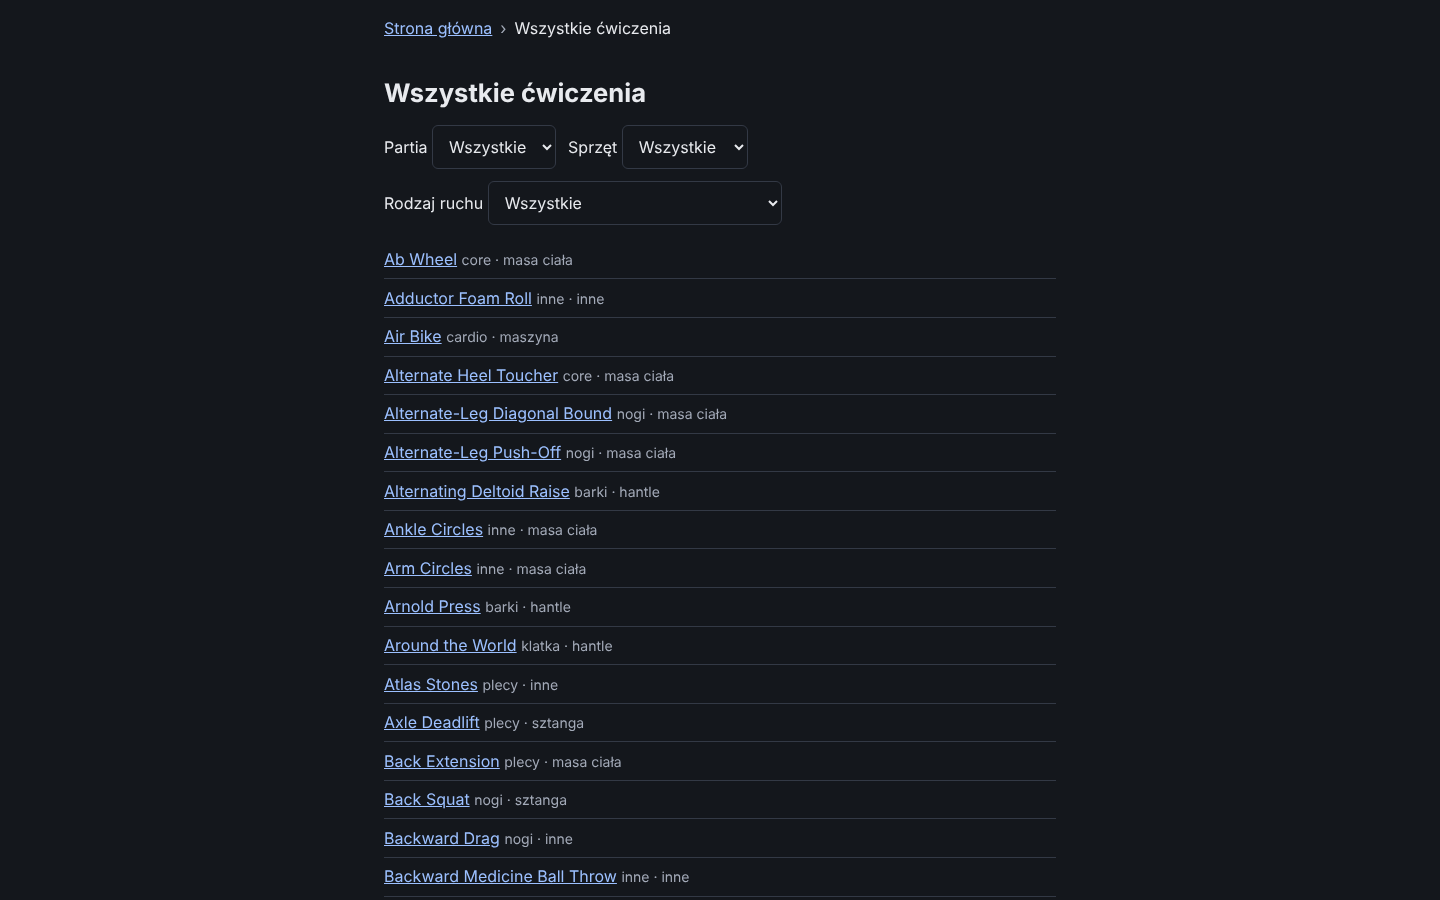 Strona główna › Wszystkie ćwiczenia
Wszystkie ćwiczenia
Partia Wszystkie Sprzęt Wszystkie
Rodzaj ruchu Wszystkie
Ab Wheel core · masa ciała
Adductor Foam Roll inne · inne
Air Bike cardio · maszyna
Alternate Heel Toucher core · masa ciała
Alternate-Leg Diagonal Bound nogi · masa ciała
Alternate-Leg Push-Off nogi · masa ciała
Alternating Deltoid Raise barki · hantle
Ankle Circles inne · masa ciała
Arm Circles inne · masa ciała
Arnold Press barki · hantle
Around the World klatka · hantle
Atlas Stones plecy · inne
Axle Deadlift plecy · sztanga
Back Extension plecy · masa ciała
Back Squat nogi · sztanga
Backward Drag nogi · inne
Backward Medicine Ball Throw inne · inne